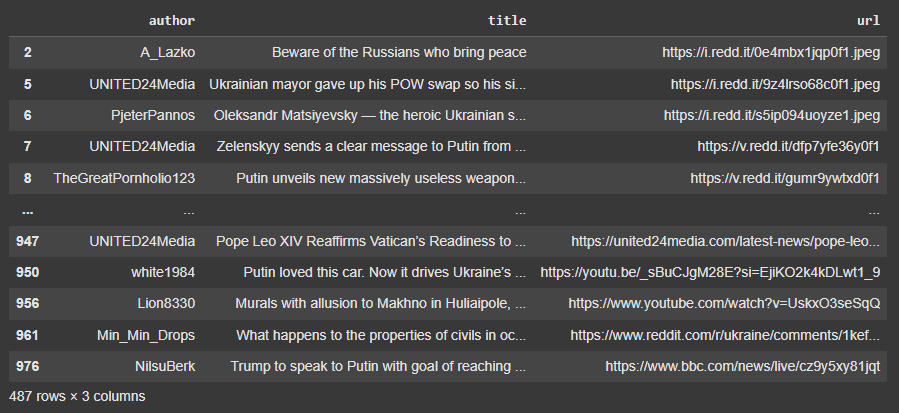 author title url
2 A_Lazko Beware of the Russians who bring peace https://i.redd.it/0e4mbx1jqp0f1.jpeg
5 UNITED24Media Ukrainian mayor gave up his POW swap so his si... https://i.redd.it/9z4lrso68c0f1.jpeg
6 PjeterPannos Oleksandr Matsiyevsky — the heroic Ukrainian s... https://i.redd.it/s5ip094uoyze1.jpeg
7 UNITED24Media Zelenskyy sends a clear message to Putin from ... https://v.redd.it/dfp7yfe36y0f1
8 TheGreatPornholio123 Putin unveils new massively useless weapon... https://v.redd.it/gumr9ywtxd0f1
... ... ... ...
947 UNITED24Media Pope Leo XIV Reaffirms Vatican's Readiness to ... https://united24media.com/latest-news/pope-leo...
950 white1984 Putin loved this car. Now it drives Ukraine's ... https://youtu.be/_sBuCJgM28E?si=EjiKO2k4kDLwt1_9
956 Lion8330 Murals with allusion to Makhno in Huliaipole, ... https://www.youtube.com/watch?v=UskxO3seSqQ
961 Min_Min_Drops What happens to the properties of civils in oc... https://www.reddit.com/r/ukraine/comments/1kef...
976 NilsuBerk Trump to speak to Putin with goal of reaching ... https://www.bbc.com/news/live/cz9y5xy81jqt
487 rows × 3 columns